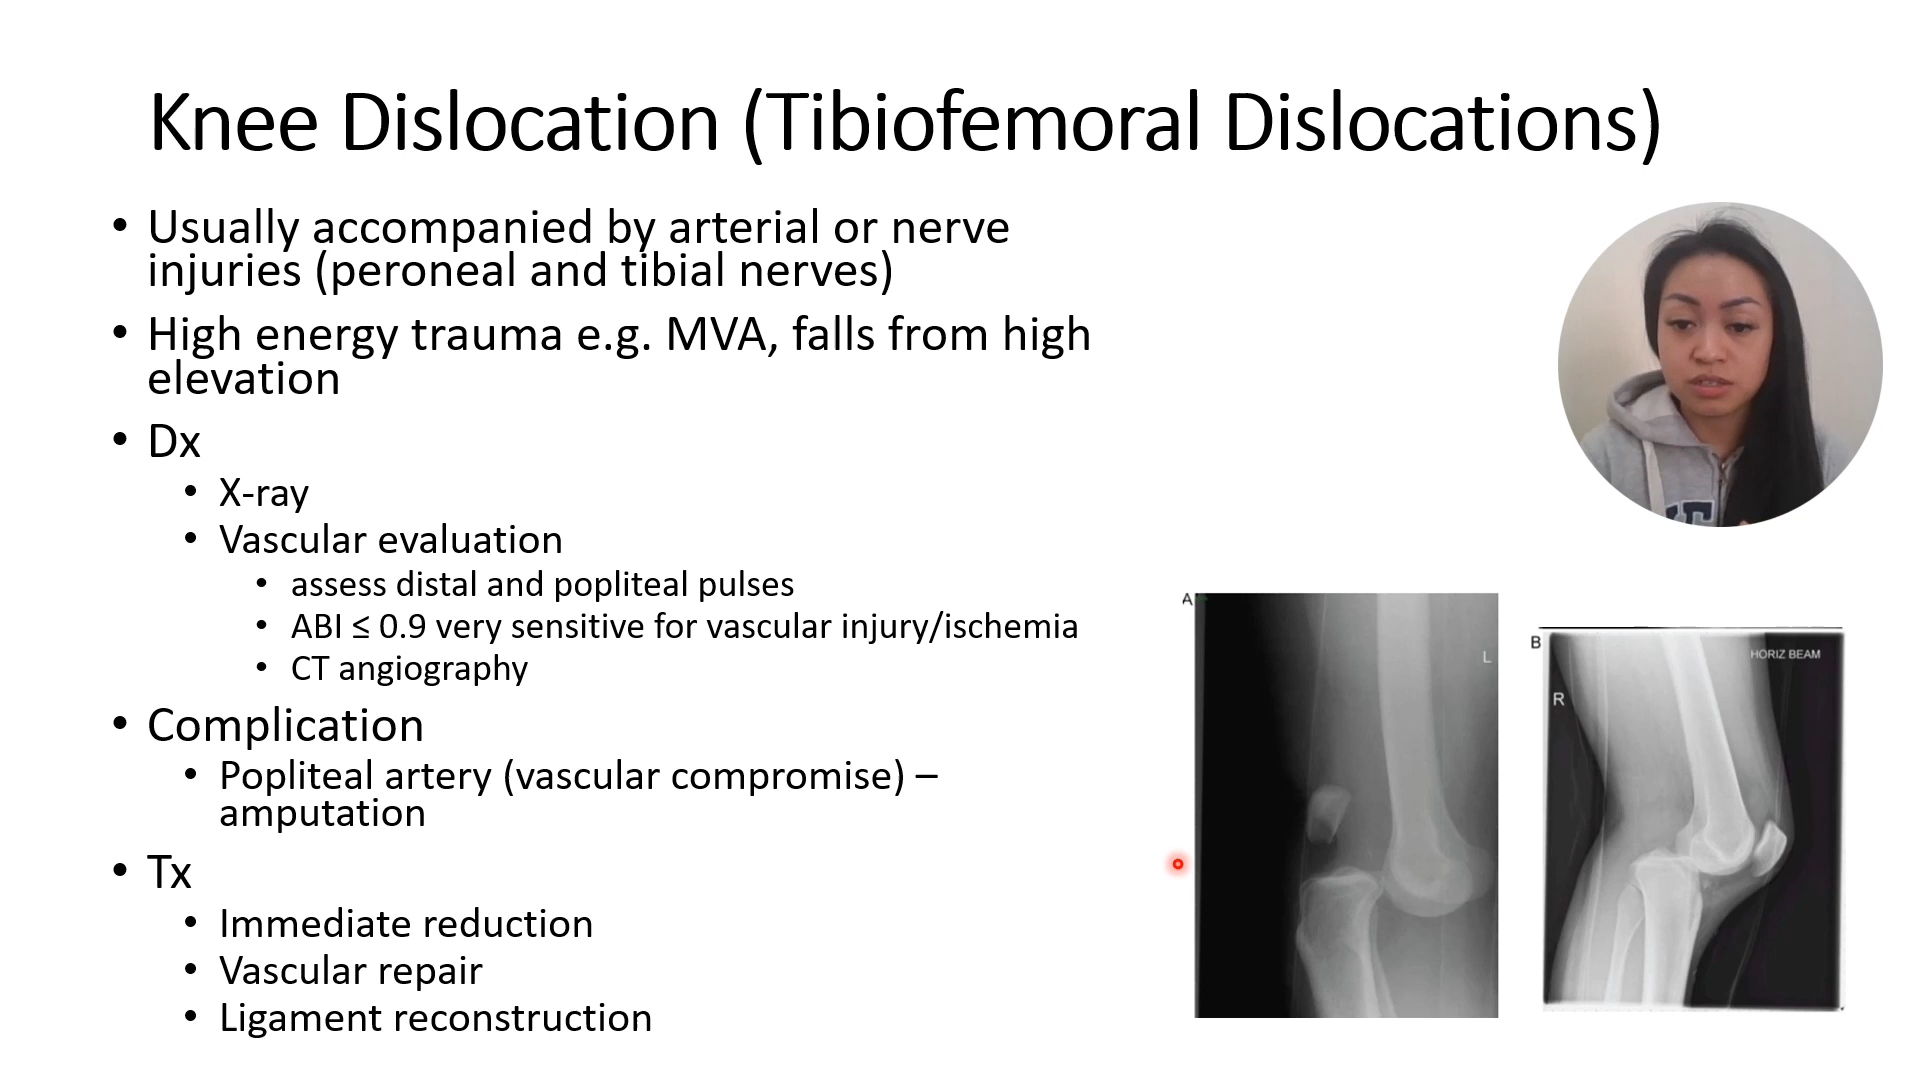 Knee Dislocation (Tibiofemoral Dislocations)
• Usually accompanied by arterial or nerve
injuries (peroneal and tibial nerves)
• High energy trauma e.g. MVA, falls from high
elevation
• Dx
• X-ray
• Vascular evaluation
• assess distal and popliteal pulses
• ABI ≤ 0.9 very sensitive for vascular injury/ischemia
• CT angiography
• Complication
• Popliteal artery (vascular compromise) –
amputation
• Tx
• Immediate reduction
• Vascular repair
• Ligament reconstruction
A
L
B
HORIZ BEAM
R